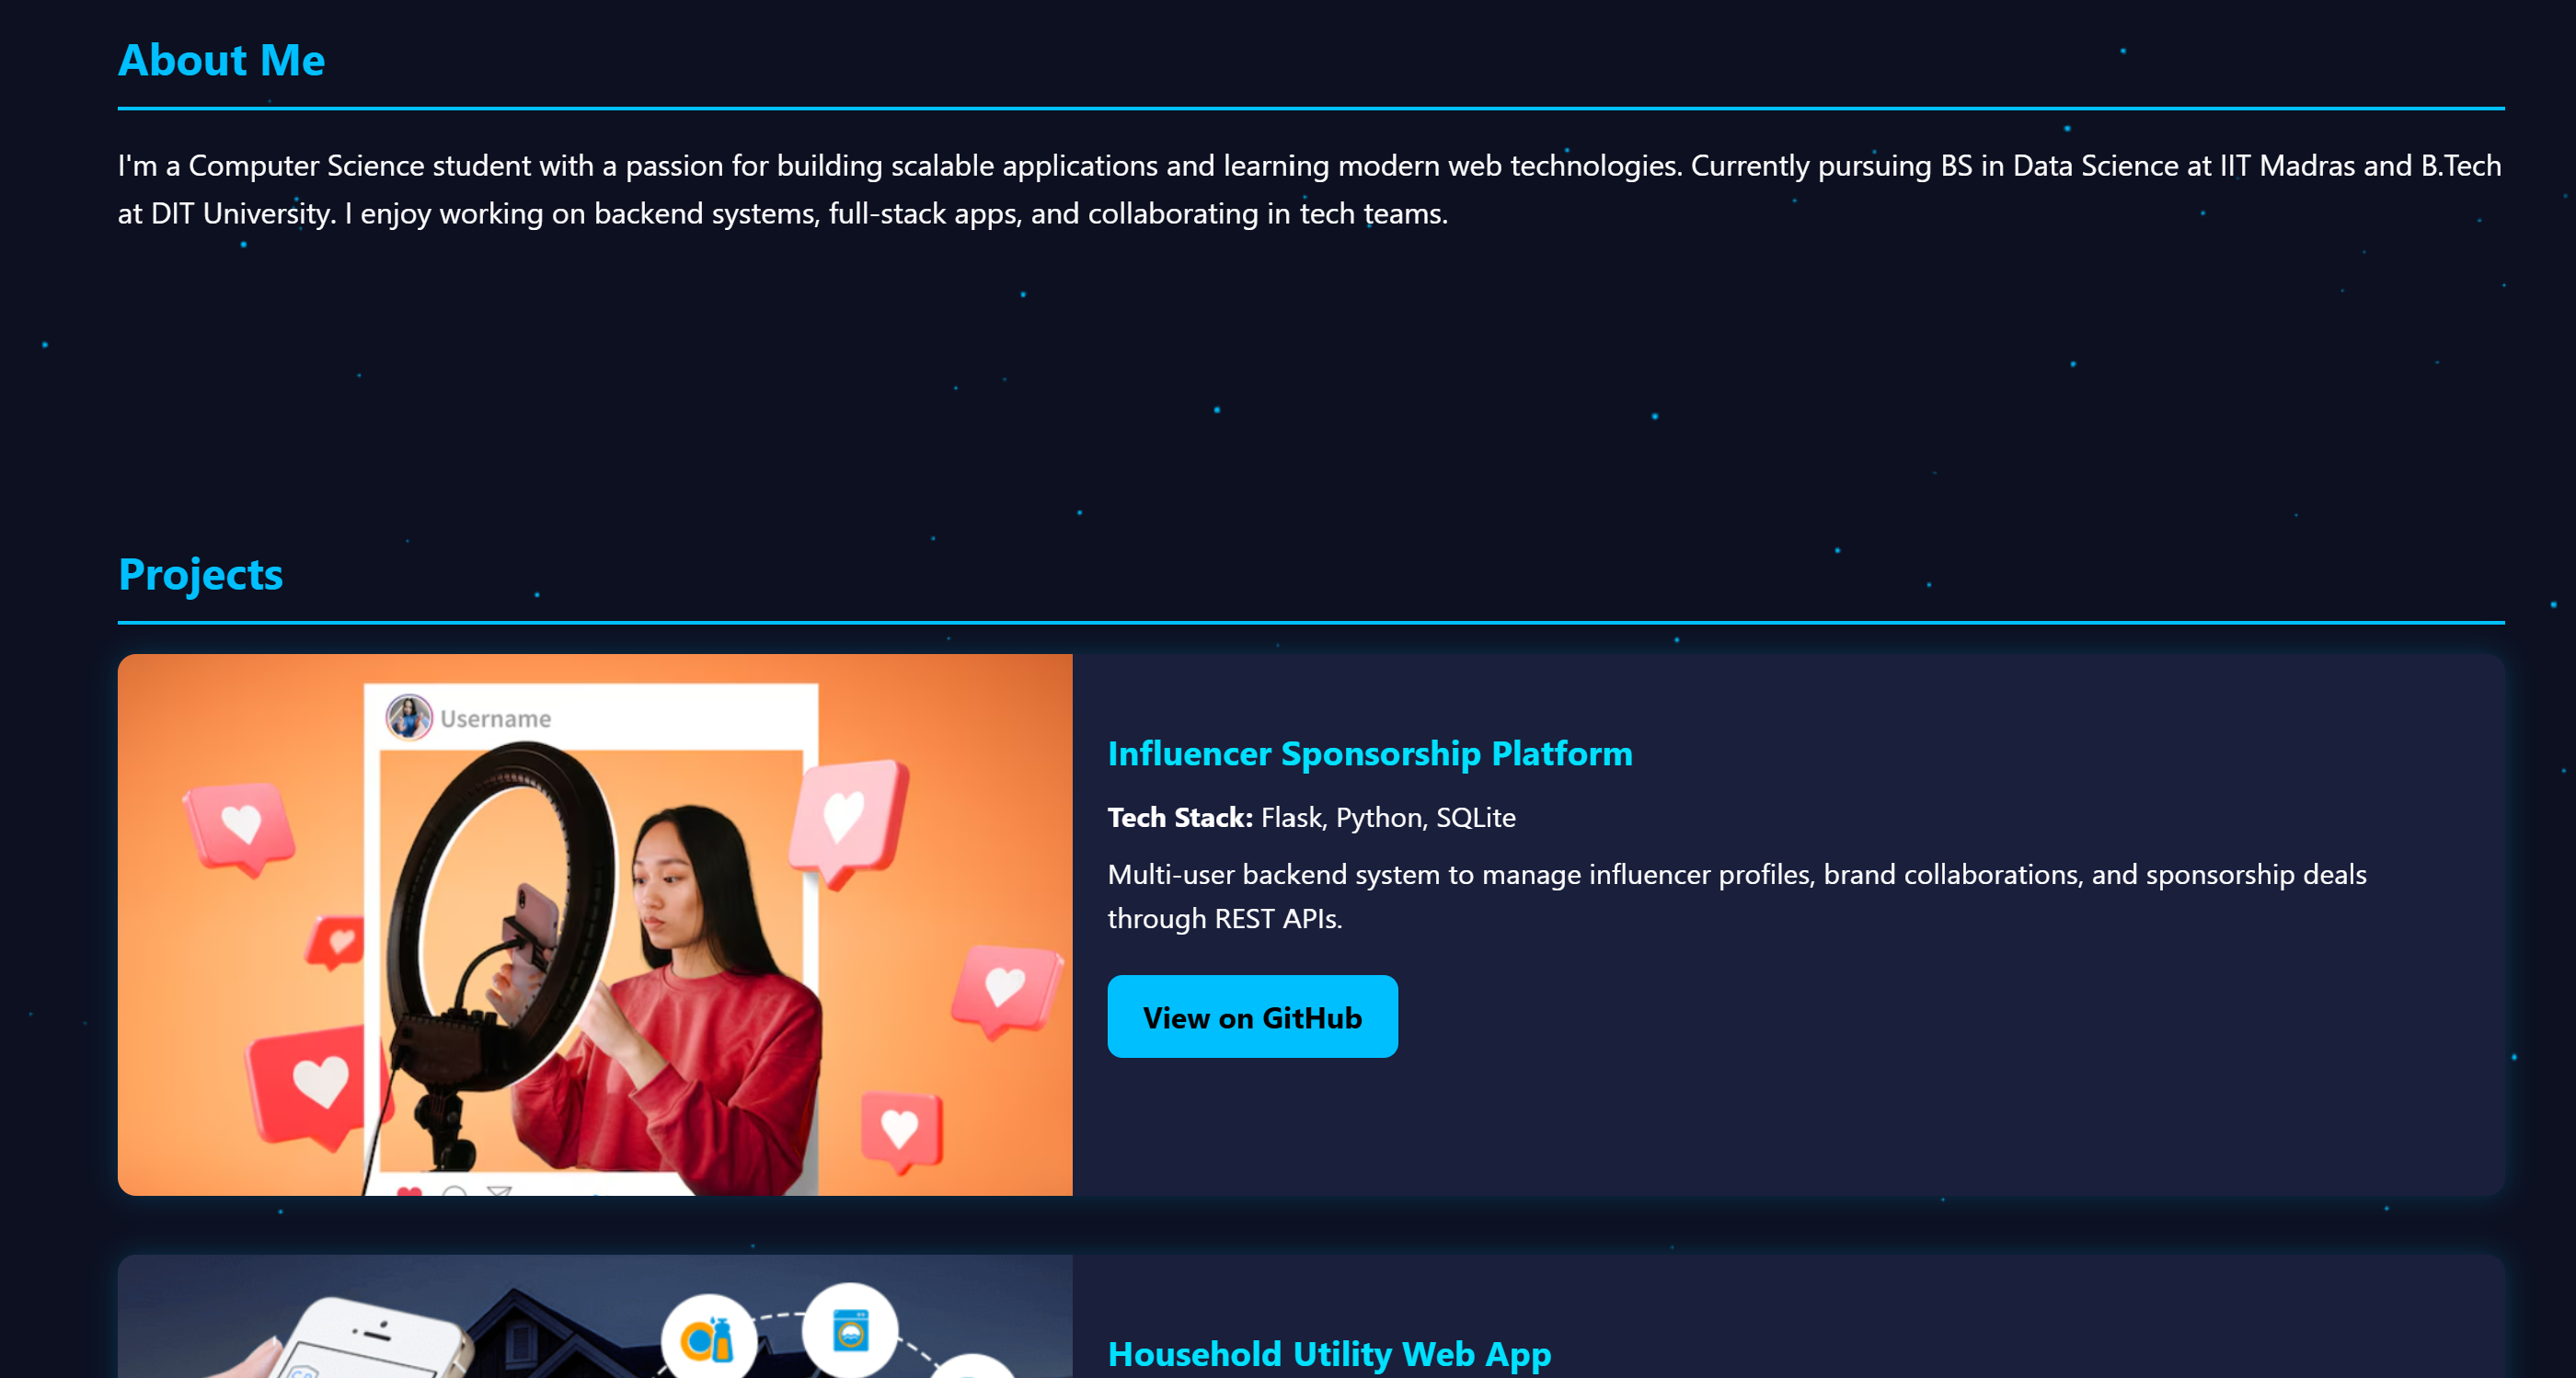 About Me
I'm a Computer Science student with a passion for building scalable applications and learning modern web technologies. Currently pursuing BS in Data Science at IIT Madras and B.Tech
at DIT University. I enjoy working on backend systems, full-stack apps, and collaborating in tech teams.
Projects
Username
Influencer Sponsorship Platform
Tech Stack: Flask, Python, SQLite
Multi-user backend system to manage influencer profiles, brand collaborations, and sponsorship deals
through REST APIs.
View on GitHub
Household Utility Web App